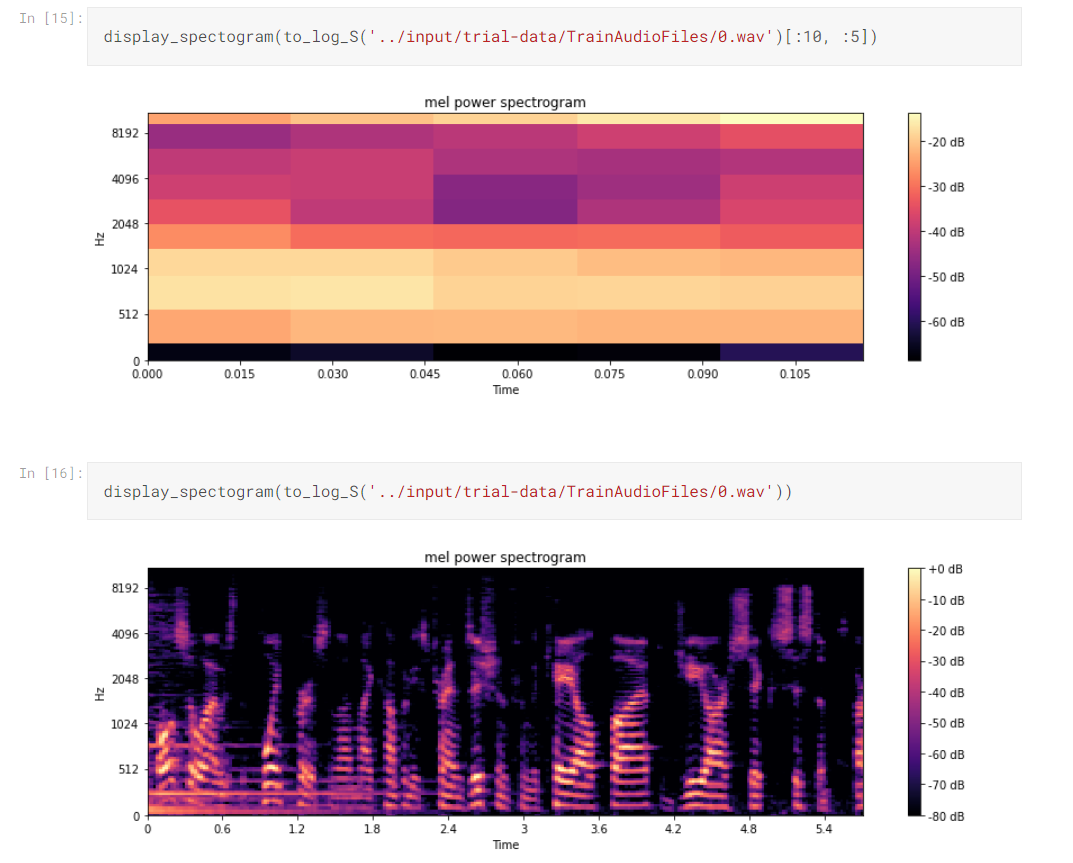 In [15]:
display_spectogram(to_log_S('../input/trial-data/TrainAudioFiles/0.wav')[:10, :5])
mel power spectrogram
8192
4096
2048
1024
512
0
Hz
0.000 0.015 0.030 0.045 0.060 0.075 0.090 0.105
Time
-20 dB
-30 dB
-40 dB
-50 dB
-60 dB
In [16]:
display_spectogram(to_log_S('../input/trial-data/TrainAudioFiles/0.wav'))
mel power spectrogram
8192
4096
2048
1024
512
0
Hz
0 0.6 1.2 1.8 2.4 3 3.6 4.2 4.8 5.4
Time
+0 dB
-10 dB
-20 dB
-30 dB
-40 dB
-50 dB
-60 dB
-70 dB
-80 dB